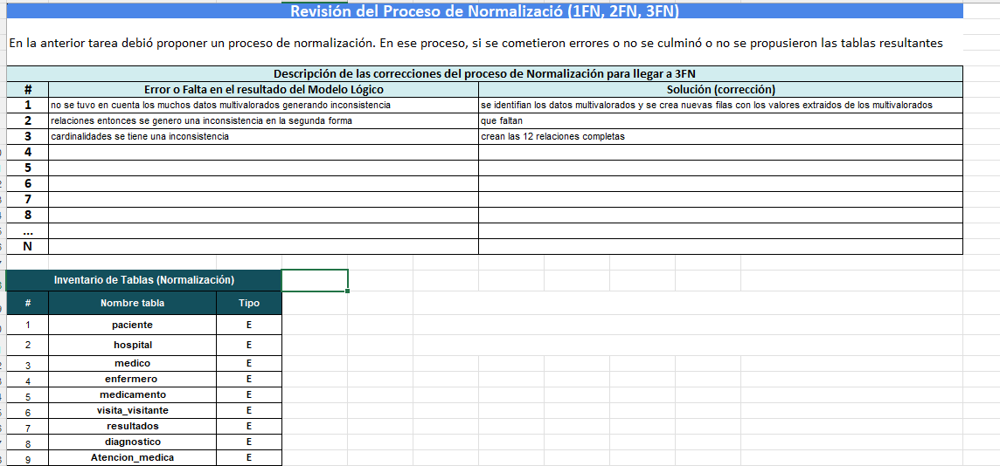 Revisión del Proceso de Normalizació (1FN, 2FN, 3FN)
En la anterior tarea debió proponer un proceso de normalización. En ese proceso, si se cometieron errores o no se culminó o no se propusieron las tablas resultantes
Descripción de las correcciones del proceso de Normalización para llegar a 3FN
# Error o Falta en el resultado del Modelo Lógico Solución (corrección)
1 no se tuvo en cuenta los muchos datos multivalorados generando inconsistencia se identifian los datos multivalorados y se crea nuevas filas con los valores extraidos de los multivalorados
2 relaciones entonces se genero una inconsistencia en la segunda forma que faltan
3 cardinalidades se tiene una inconsistencia crean las 12 relaciones completas
4
5
6
7
8
...
N
Inventario de Tablas (Normalización)
# Nombre tabla Tipo
1 paciente E
2 hospital E
3 medico E
4 enfermero E
5 medicamento E
6 visita_visitante E
7 resultados E
8 diagnostico E
9 Atencion_medica E